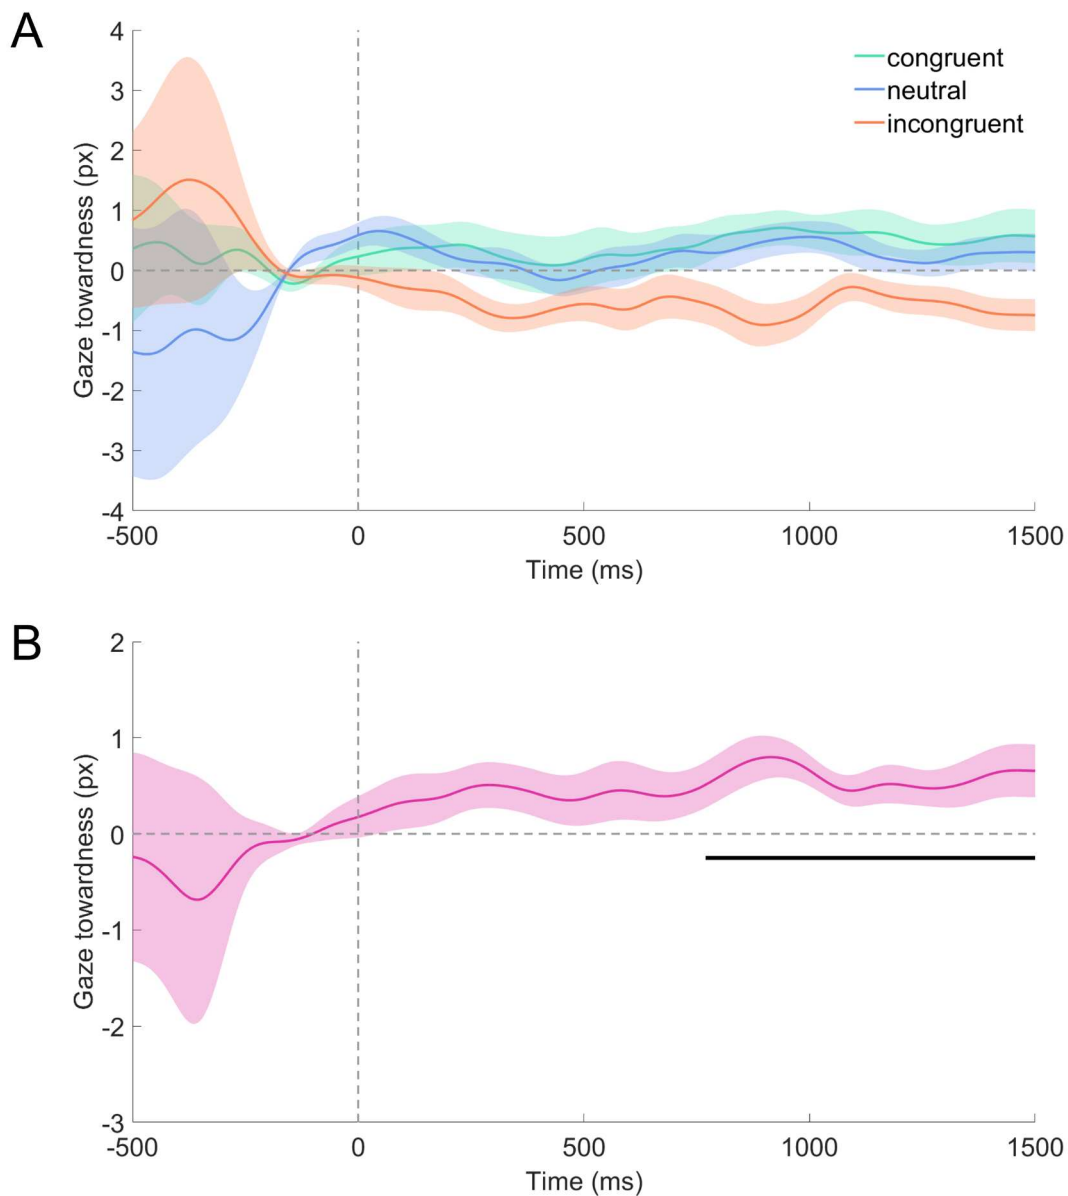 A
4
3
2
1
0
-1
-2
-3
-4
Gaze towardness (px)
congruent
neutral
incongruent
-500
0
500
1000
1500
Time (ms)
B
2
1
0
-1
-2
-3
Gaze towardness (px)
-500
0
500
1000
1500
Time (ms)